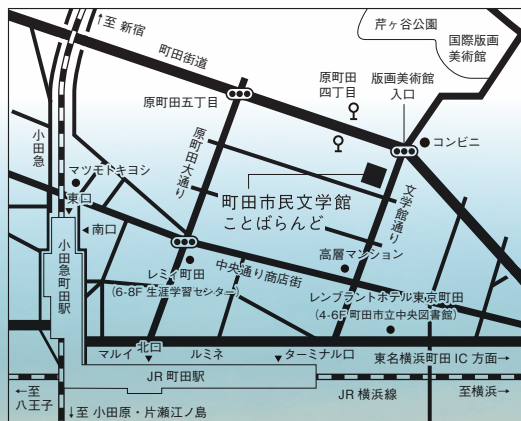 ↑至 新宿
町田街道
芹ヶ谷公園
国際版画
美術館
原町田
四丁目
版画美術館
入口
原町田五丁目
コンビニ
小田急
マツモトキヨシ
原町田大通り
東口
南口
町田市民文学館
ことばらんど
文学館通り
小田急町田駅
レミィ町田
(6-8F 生涯学習センター)
中央通り商店街
高層マンション
レンブラントホテル東京町田
(4-6F 町田市立中央図書館)
マルイ
北口
ルミネ
ターミナル口
東名横浜町田 IC 方面→
JR 町田駅
←至
八王子
JR 横浜線
至横浜→
↓至 小田原・片瀬江ノ島